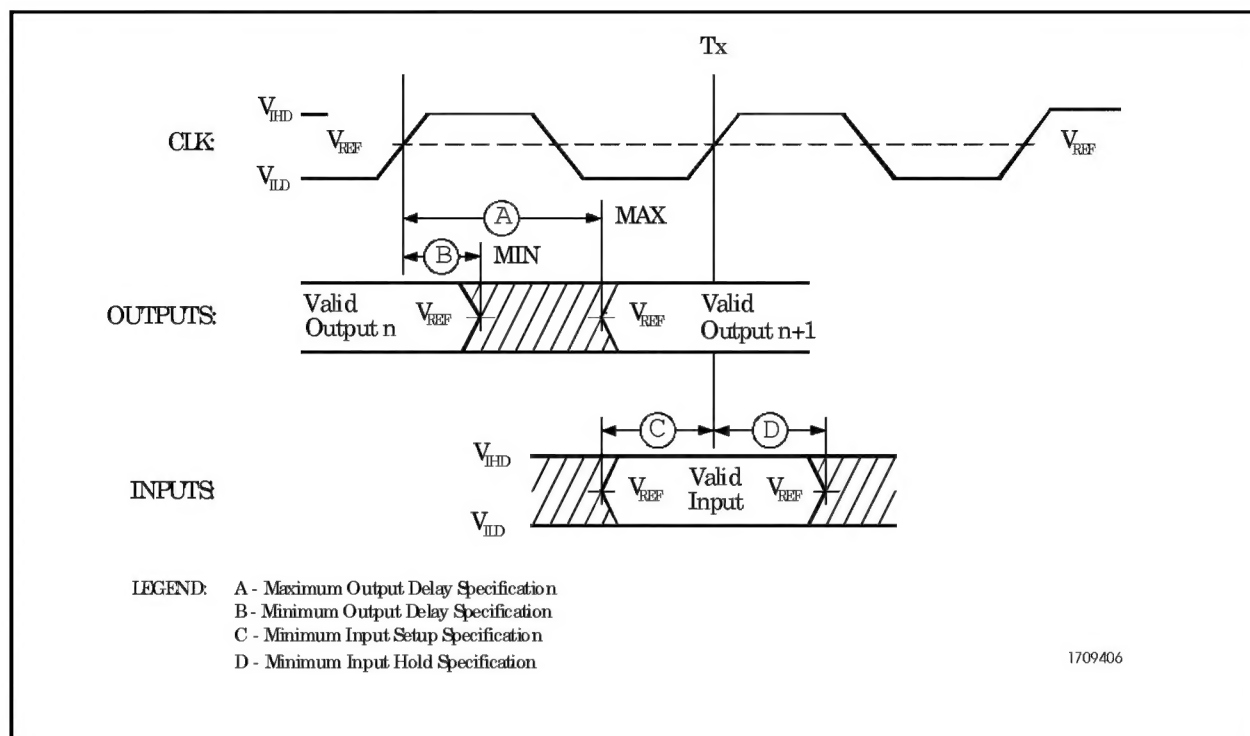 Tx
V_IHD
CLK: V_REF V_REF
V_ILD
A MAX
B MIN
OUTPUTS: Valid Output n V_REF V_REF Valid Output n+1
C D
V_IHD
INPUTS: V_REF Valid Input V_REF
V_ILD
LEGEND: A - Maximum Output Delay Specification
B - Minimum Output Delay Specification
C - Minimum Input Setup Specification
D - Minimum Input Hold Specification
1709406